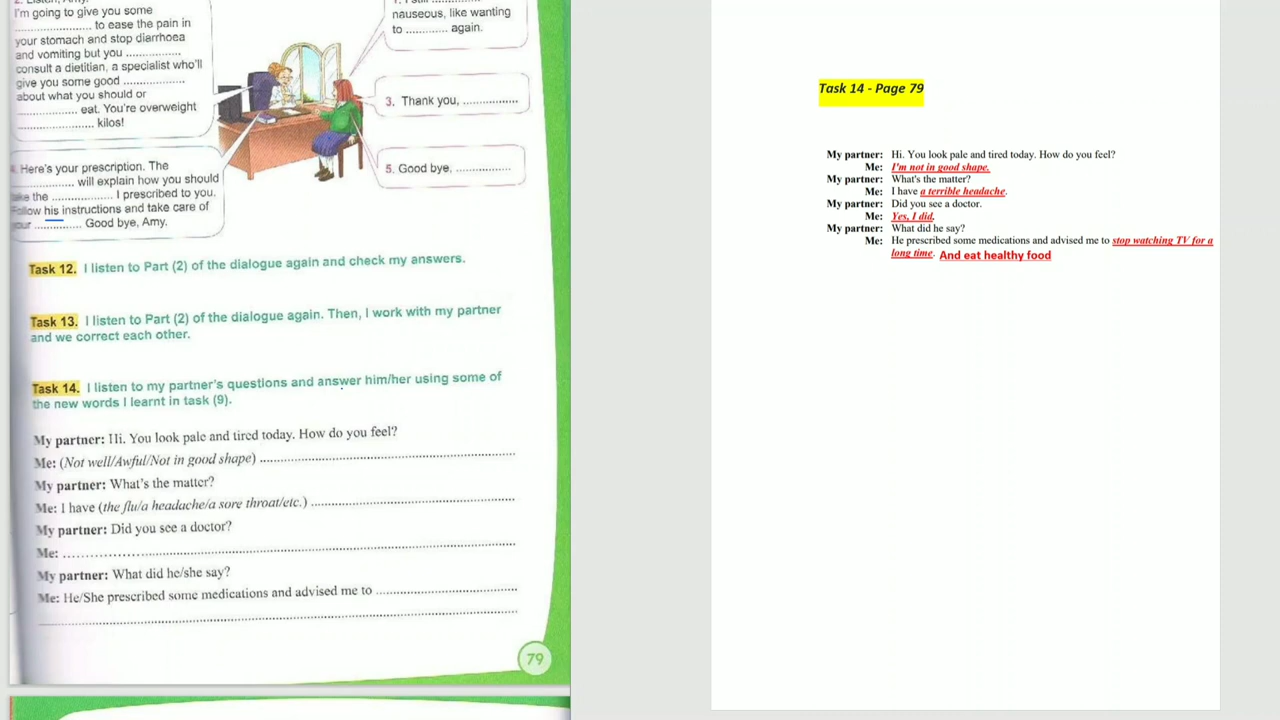 2. Listen, Amy.
I'm going to give you some
.................... to ease the pain in
your stomach and stop diarrhoea
and vomiting but you ...............
consult a dietitian, a specialist who'll
give you some good .................
about what you should or
................ eat. You're overweight
.................... kilos!
1. I still ..............
nauseous, like wanting
to ............ again.
3. Thank you, ................
5. Good bye, ................
4. Here's your prescription. The
................ will explain how you should
take the .................. I prescribed to you.
Follow his instructions and take care of
your .............. Good bye, Amy.
Task 12. I listen to Part (2) of the dialogue again and check my answers.
Task 13. I listen to Part (2) of the dialogue again. Then, I work with my partner
and we correct each other.
Task 14. I listen to my partner's questions and answer him/her using some of
the new words I learnt in task (9).
My partner: Hi. You look pale and tired today. How do you feel?
Me: (Not well/Awful/Not in good shape) ................
My partner: What's the matter?
Me: I have (the flu/a headache/a sore throat/etc.) ................
My partner: Did you see a doctor?
Me: ................
My partner: What did he/she say?
Me: He/She prescribed some medications and advised me to ................
79
Task 14 - Page 79
My partner: Hi. You look pale and tired today. How do you feel?
Me: I'm not in good shape.
My partner: What's the matter?
Me: I have a terrible headache.
My partner: Did you see a doctor.
Me: Yes, I did.
My partner: What did he say?
Me: He prescribed some medications and advised me to stop watching TV for a
long time. And eat healthy food